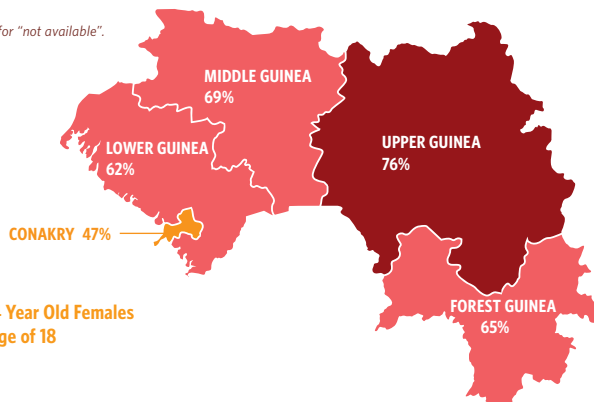 for “not available”.
MIDDLE GUINEA
69%
UPPER GUINEA
76%
LOWER GUINEA
62%
CONAKRY 47%
FOREST GUINEA
65%
Year Old Females
ge of 18